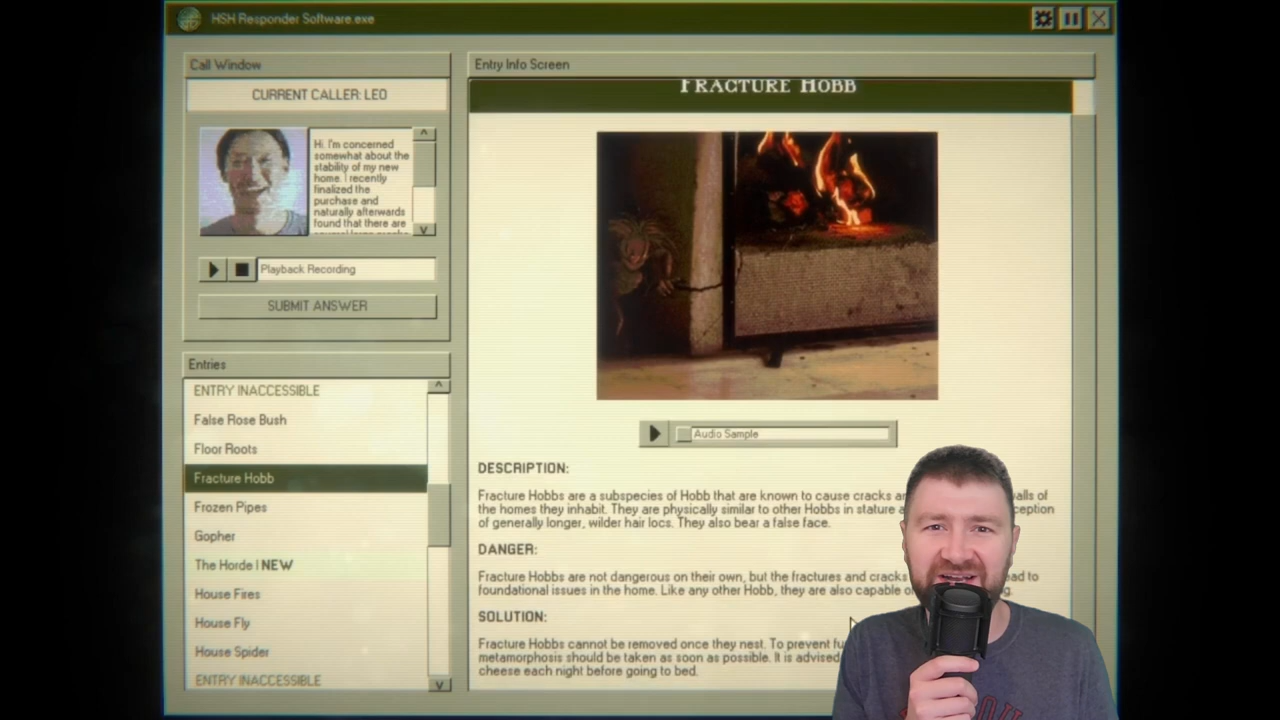 HSH Responder Software.exe
Call Window
CURRENT CALLER: LEO
Hi. I'm concerned
somewhat about the
stability of my new
home. I recently
finalized the
purchase and
naturally afterwards
found that there are
Playback Recording
SUBMIT ANSWER
Entries
ENTRY INACCESSIBLE
False Rose Bush
Floor Roots
Fracture Hobb
Frozen Pipes
Gopher
The Horde | NEW
House Fires
House Fly
House Spider
ENTRY INACCESSIBLE
Entry Info Screen
FRACTURE HOBB
Audio Sample
DESCRIPTION:
Fracture Hobbs are a subspecies of Hobb that are known to cause cracks walls of
the homes they inhabit. They are physically similar to other Hobbs in stature
of generally longer, wilder hair locs. They also bear a false face.
DANGER:
Fracture Hobbs are not dangerous on their own, but the fractures and cracks to
foundational issues in the home. Like any other Hobb, they are also capable
SOLUTION:
Fracture Hobbs cannot be removed once they nest. To prevent
metamorphosis should be taken as soon as possible. It is advised
cheese each night before going to bed.